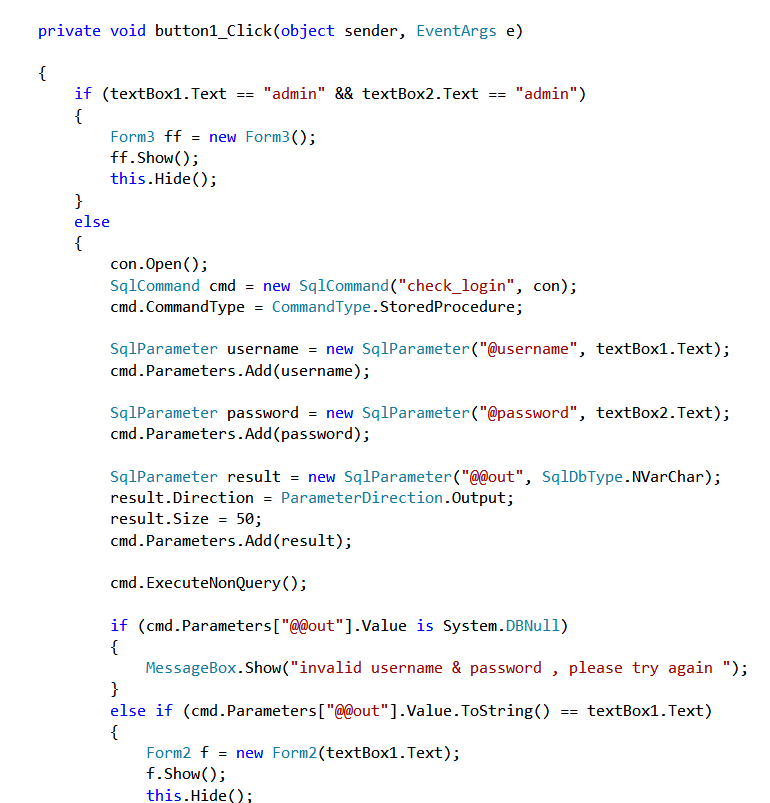 private void button1_Click(object sender, EventArgs e)
{
if (textBox1.Text == "admin" && textBox2.Text == "admin")
{
Form3 ff = new Form3();
ff.Show();
this.Hide();
}
else
{
con.Open();
SqlCommand cmd = new SqlCommand("check_login", con);
cmd.CommandType = CommandType.StoredProcedure;
SqlParameter username = new SqlParameter("@username", textBox1.Text);
cmd.Parameters.Add(username);
SqlParameter password = new SqlParameter("@password", textBox2.Text);
cmd.Parameters.Add(password);
SqlParameter result = new SqlParameter("@@out", SqlDbType.NVarChar);
result.Direction = ParameterDirection.Output;
result.Size = 50;
cmd.Parameters.Add(result);
cmd.ExecuteNonQuery();
if (cmd.Parameters["@@out"].Value is System.DBNull)
{
MessageBox.Show("invalid username & password , please try again ");
}
else if (cmd.Parameters["@@out"].Value.ToString() == textBox1.Text)
{
Form2 f = new Form2(textBox1.Text);
f.Show();
this.Hide();